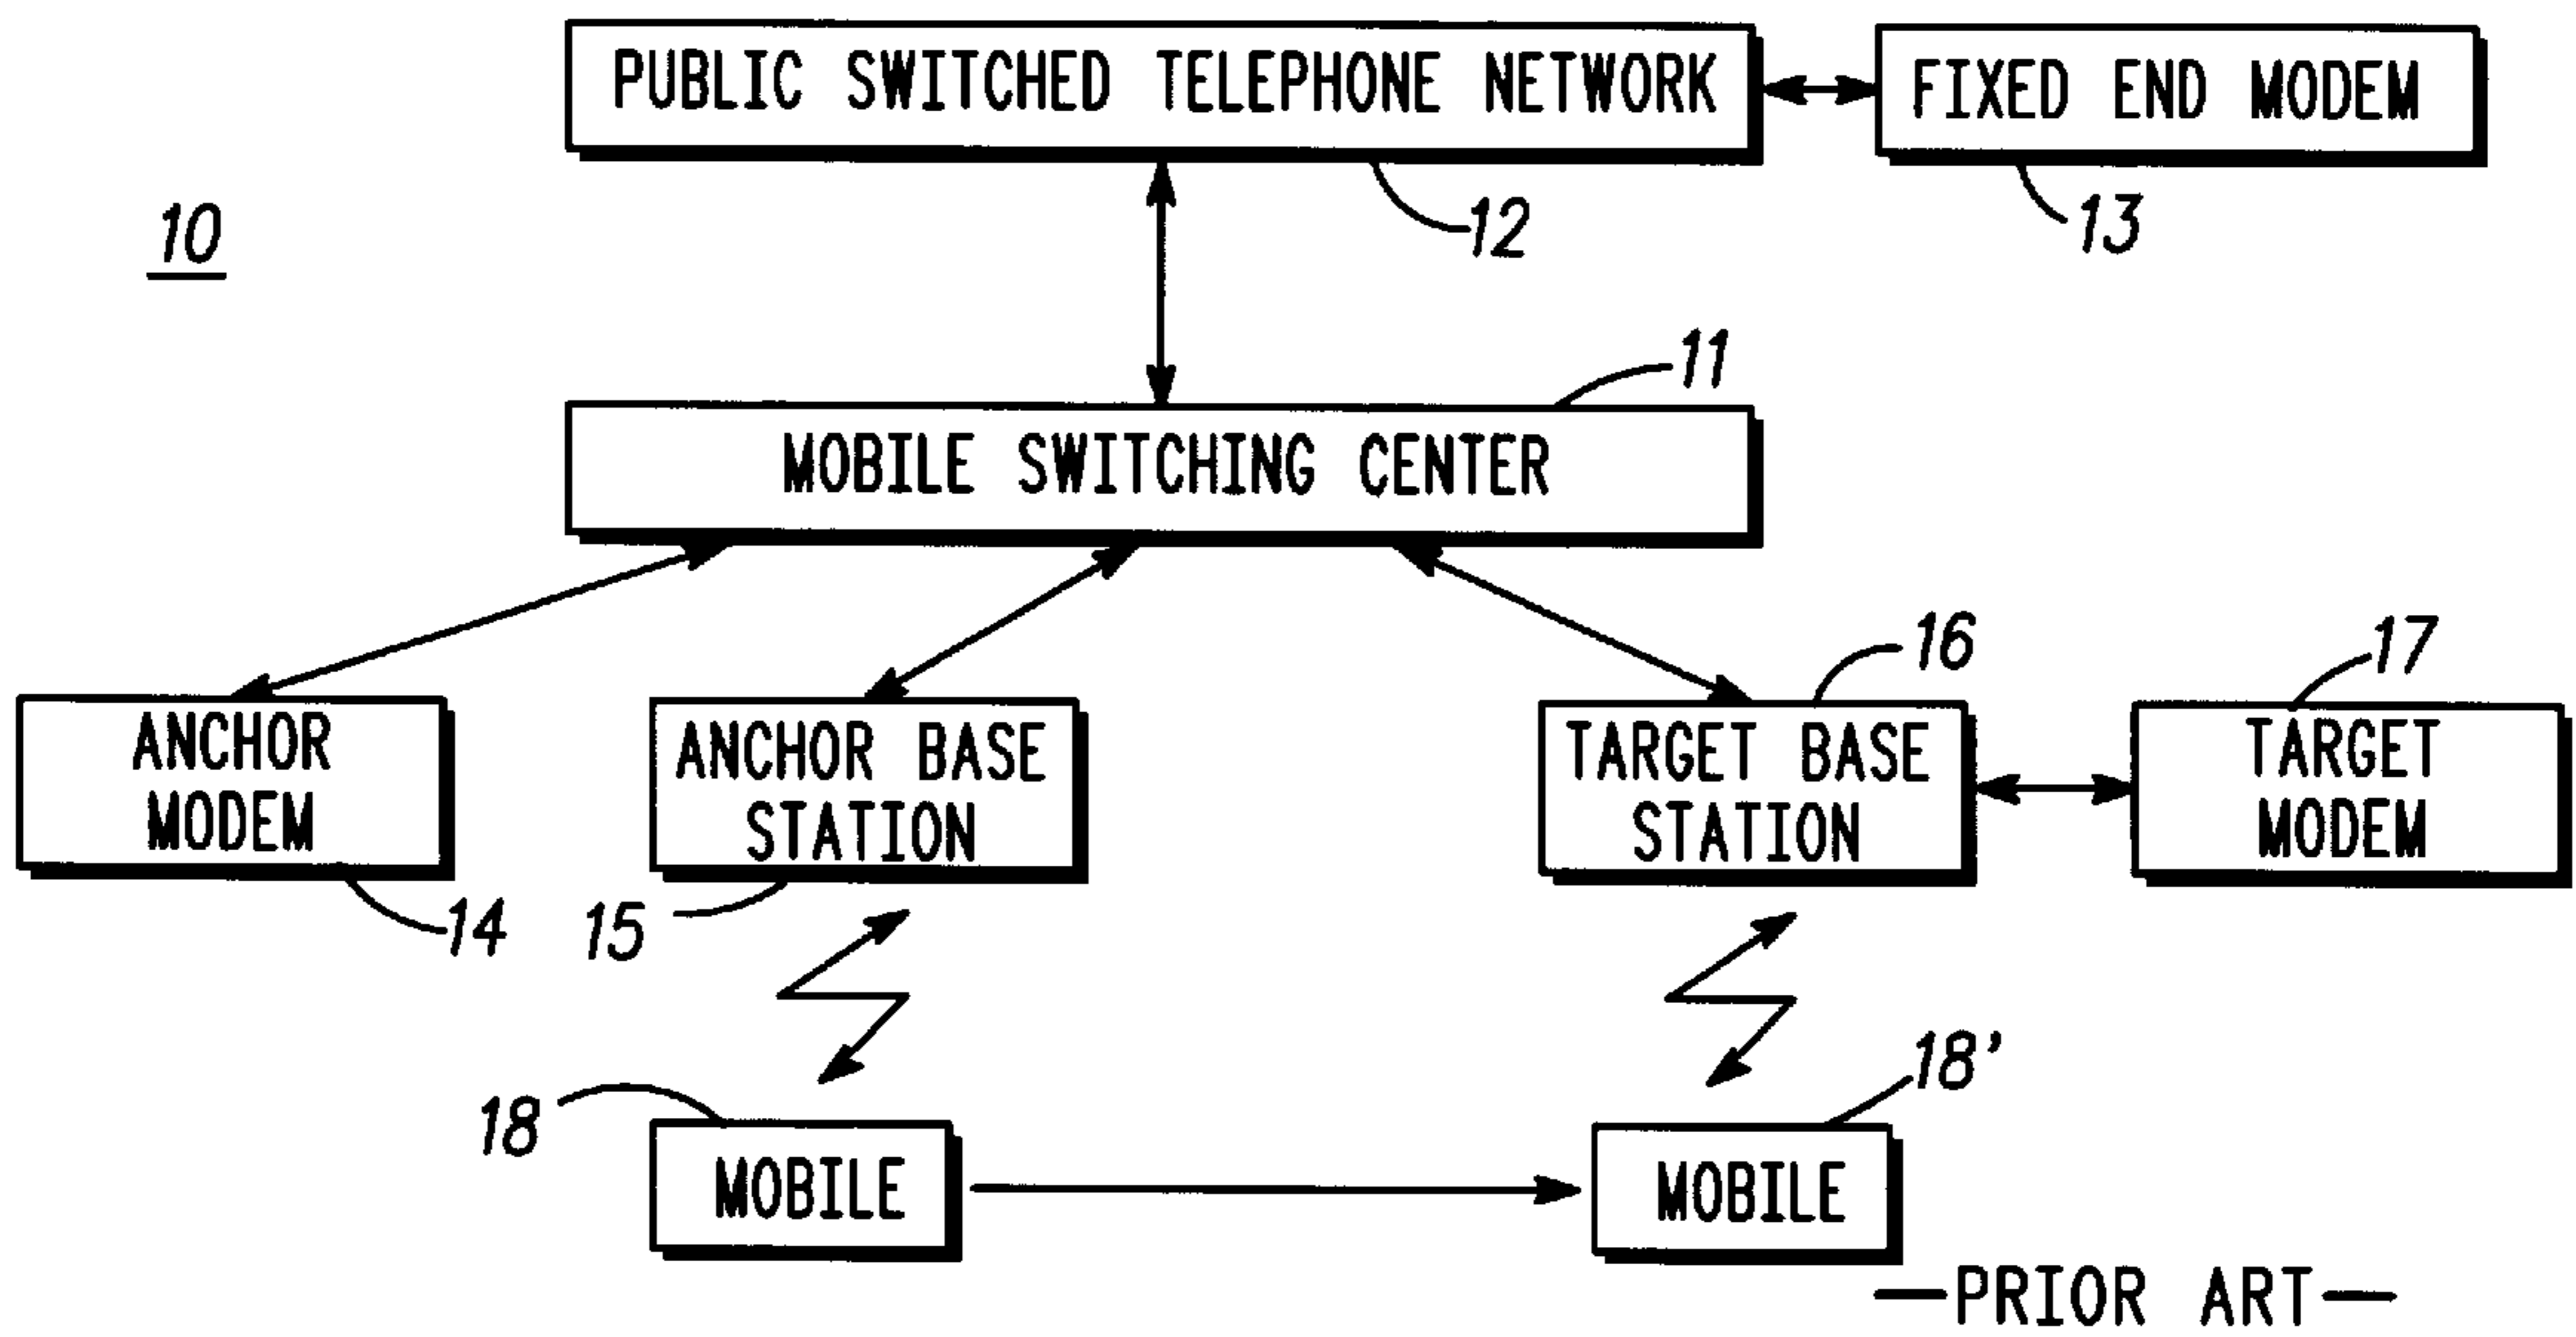 PUBLIC SWITCHED TELEPHONE NETWORK
FIXED END MODEM
10
12
13
11
MOBILE SWITCHING CENTER
16
17
ANCHOR
MODEM
ANCHOR BASE
STATION
TARGET BASE
STATION
TARGET
MODEM
14
15
18
18'
MOBILE
MOBILE
—PRIOR ART—